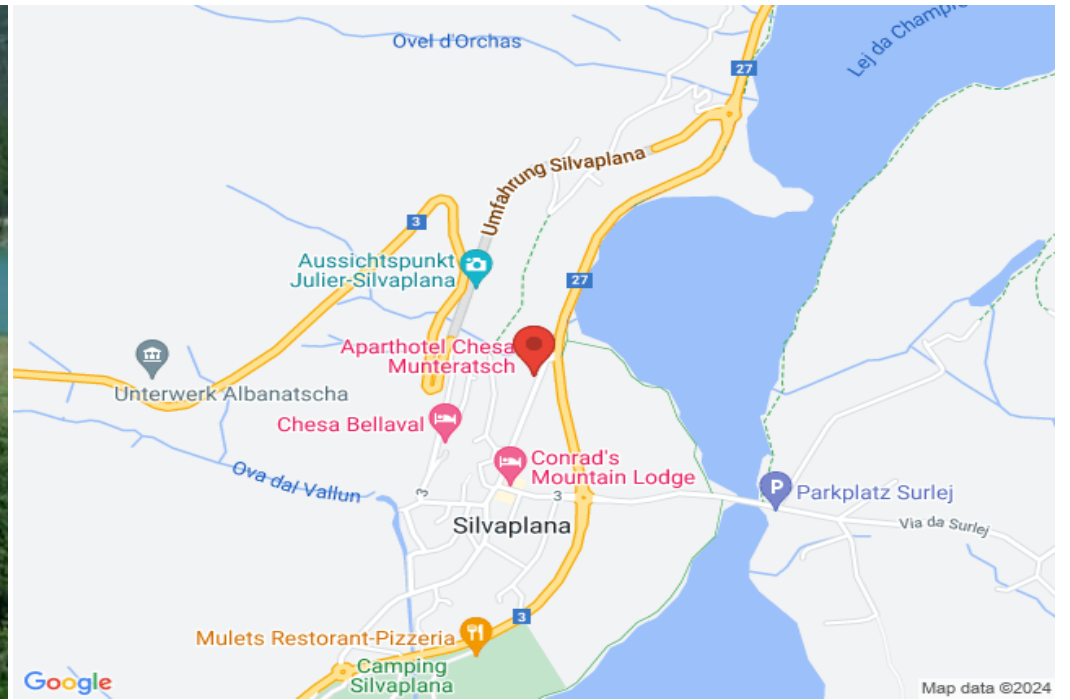 Ovel d'Orchas
27
Umfahrung Silvaplana
3
Aussichtspunkt
Julier-Silvaplana
27
Aparthotel Chesa
Munteratsch
Unterwerk Albanatscha
Chesa Bellaval
Conrad's
Mountain Lodge
Ova dal Vallun
3
3
Parkplatz Surlej
Silvaplana
Via da Surlej
3
Mulets Restorant-Pizzeria
Camping
Silvaplana
Google
Map data ©2024
Lej da
P